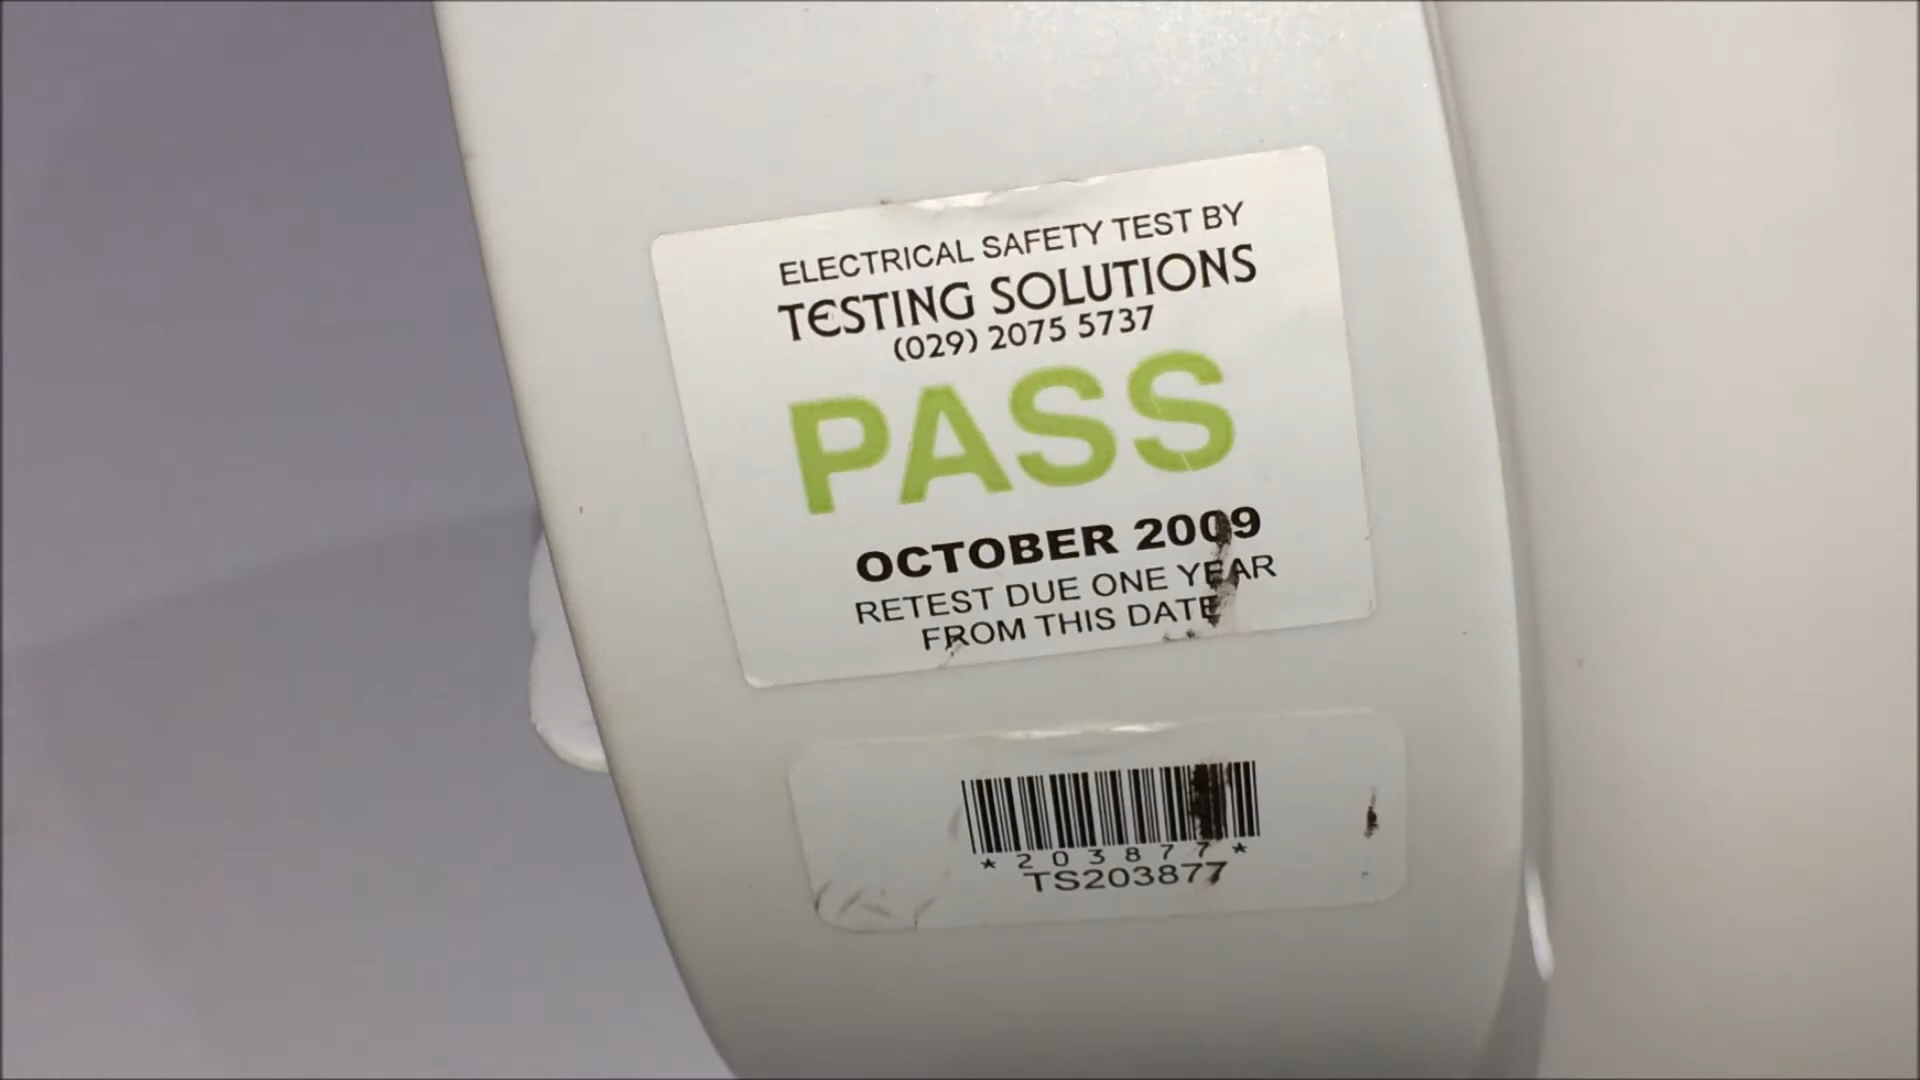 ELECTRICAL SAFETY TEST BY
TESTING SOLUTIONS
(029) 2075 5737
PASS
OCTOBER 2009
RETEST DUE ONE YEAR
FROM THIS DATE
*203877*
TS203877